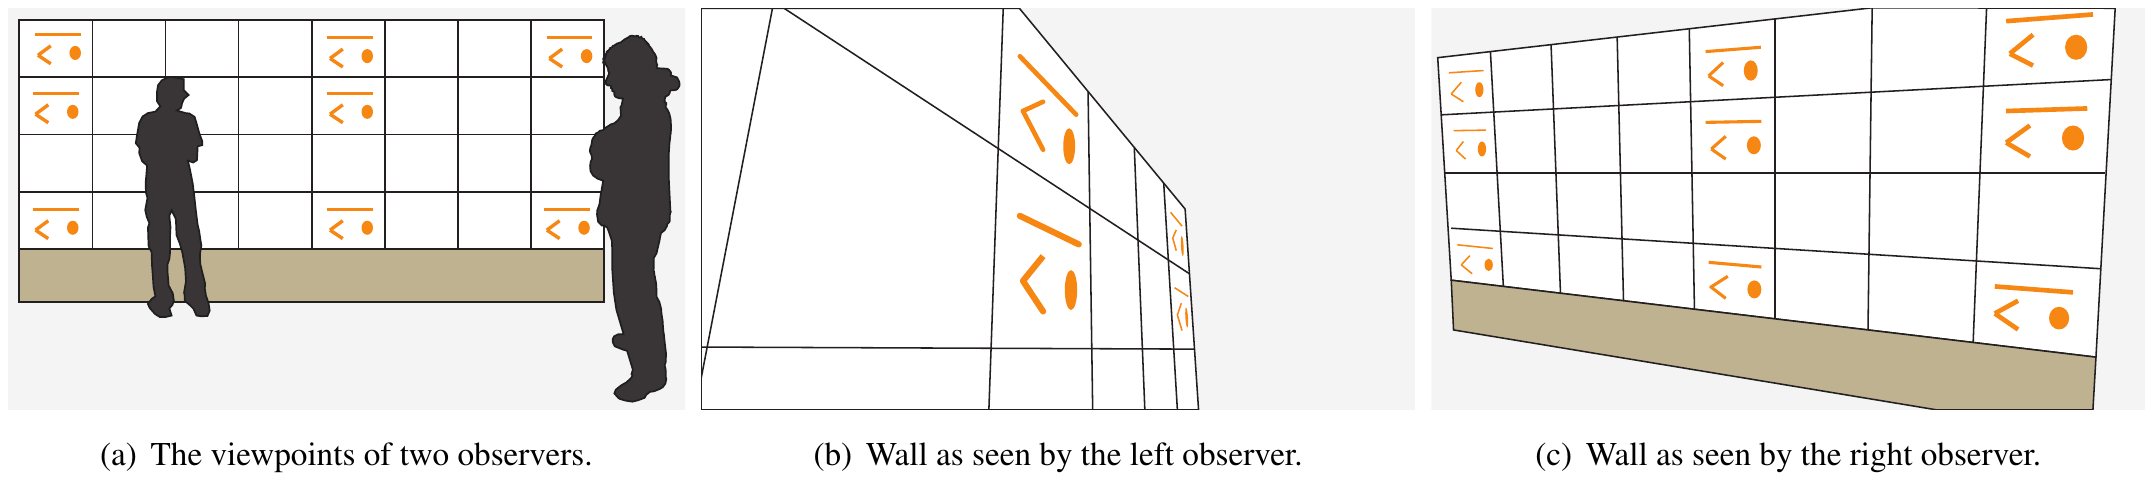 (a) The viewpoints of two observers.
(b) Wall as seen by the left observer.
(c) Wall as seen by the right observer.